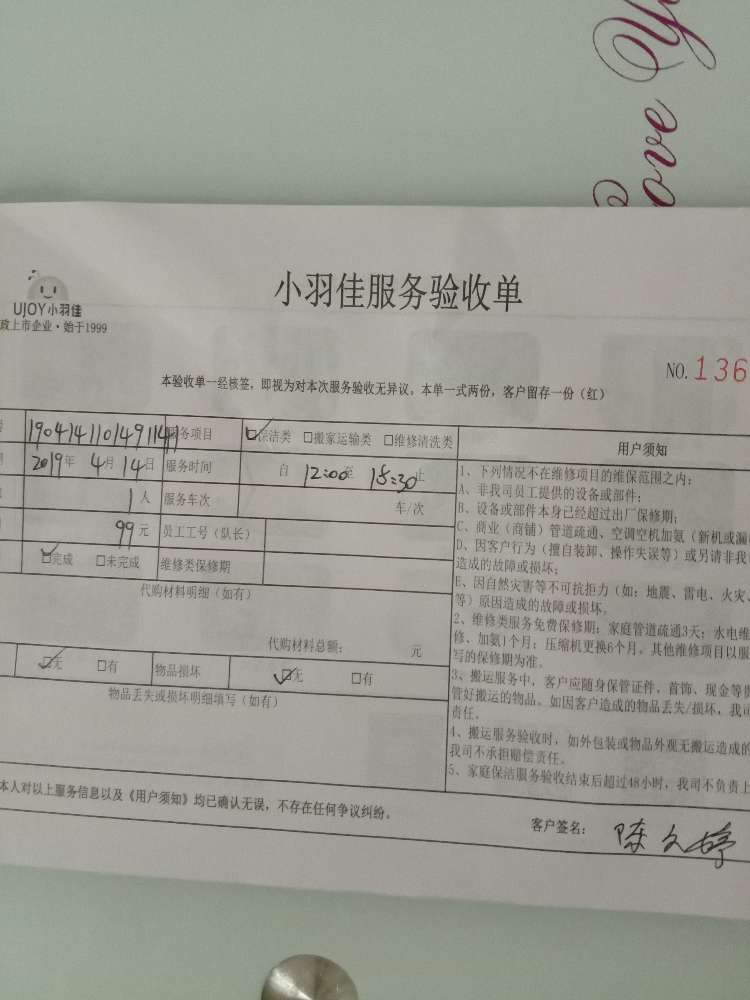 Love Yo
UJOY小羽佳
政上市企业·始于1999
小羽佳服务验收单
NO.136
本验收单一经核签，即视为对本次服务验收无异议。本单一式两份，客户留存一份（红）
务项目 保洁类 □搬家运输类 □维修清洗类
2019年 4月 14日 服务时间 自 12:00至 18:30止
1人 服务车次 车/次
99元 员工工号（队长）
完成 □未完成 维修类保修期
代购材料明细（如有）
代购材料总额： 元
无 □有 物品损坏 无 □有
物品丢失或损坏明细填写（如有）
用户须知
1、下列情况不在维修项目的维保范围之内：
A、非我司员工提供的设备或部件；
B、设备或部件本身已经超过出厂保修期；
C、商业（商铺）管道疏通、空调空机加氨（新机或漏
D、因客户行为（擅自装卸、操作失误等）或另请非我
造成的故障或损坏；
E、因自然灾害等不可抗拒力（如：地震、雷电、火灾、
等）原因造成的故障或损坏。
2、维修类服务免费保修期：家庭管道疏通3天；水电维
修、加氨1个月；压缩机更换6个月，其他维修项目以服
写的保修期为准。
3、搬运服务中，客户应随身保管证件、首饰、现金等
管好搬运的物品。如因客户造成的物品丢失/损坏，我司
责任。
4、搬运服务验收时，如外包装或物品外观无搬运造成的
我司不承担赔偿责任。
5、家庭保洁服务验收结束后超过48小时，我司不负责上
本人对以上服务信息以及《用户须知》均已确认无误，不存在任何争议纠纷。
客户签名： 陈文婷